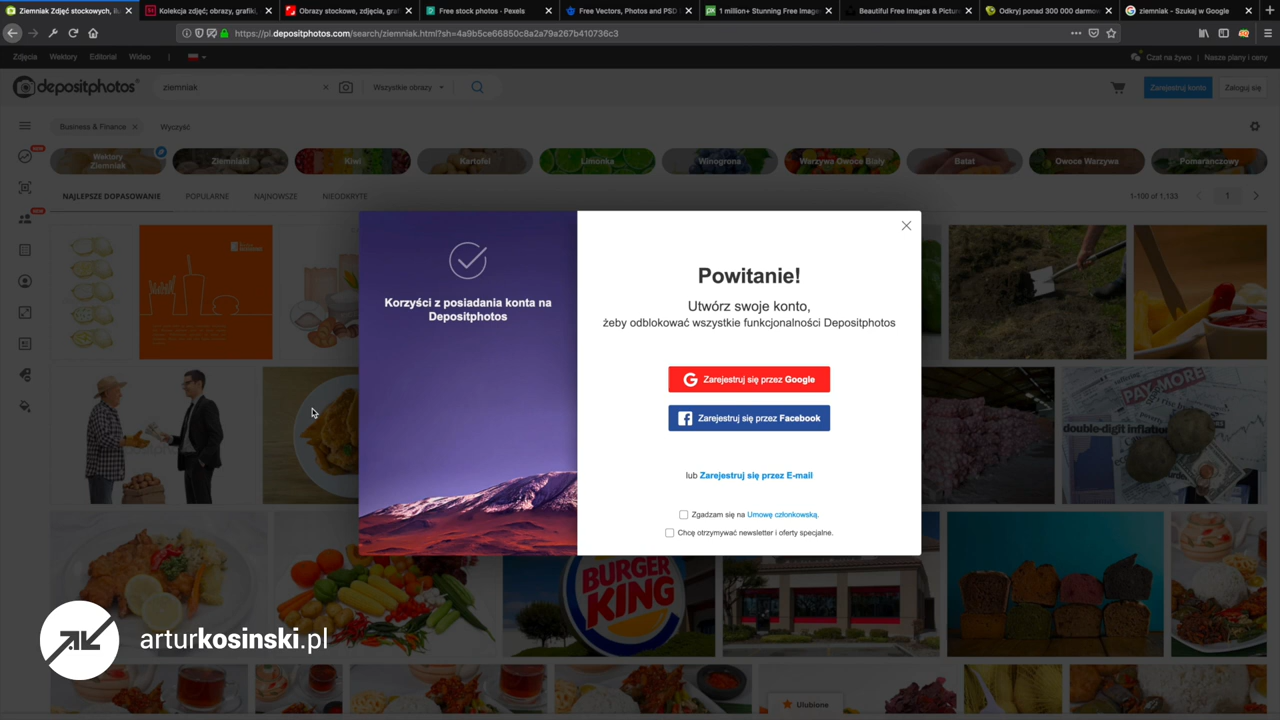 Ziemniak Zdjęć stockowych, ilu
Kolekcja zdjęć; obrazy, grafiki,
Obrazy stockowe, zdjęcia, graf
Free stock photos - Pexels
Free Vectors, Photos and PSD
1 million+ Stunning Free Image
Beautiful Free Images & Picture
Odkryj ponad 300 000 darmow
ziemniak - Szukaj w Google
https://pl.depositphotos.com/search/ziemniak.html?sh=4a9b5ce66850c8a2a79a267b410736c3
Zdjęcia Wektory Editorial Wideo
Czat na żywo | Nasze plany i ceny
depositphotos
ziemniak
Wszystkie obrazy
Zarejestruj konto
Zaloguj się
Business & Finance
Wyczyść
NEW
Wektory Ziemniak
Ziemniaki
Kiwi
Kartofel
Limonka
Winogrona
Warzywa Owoce Biały
Batat
Owoce Warzywa
Pomarańczowy
NEW
NAJLEPSZE DOPASOWANIE POPULARNE NAJNOWSZE NIEODKRYTE
1-100 of 1,133
1
Korzyści z posiadania konta na
Depositphotos
Powitanie!
Utwórz swoje konto,
żeby odblokować wszystkie funkcjonalności Depositphotos
Zarejestruj się przez Google
Zarejestruj się przez Facebook
lub Zarejestruj się przez E-mail
Zgadzam się na Umowę członkowską.
Chcę otrzymywać newsletter i oferty specjalne.
PAY MORE
double-digit inflation
BURGER
KING
arturkosinski.pl
Ulubione